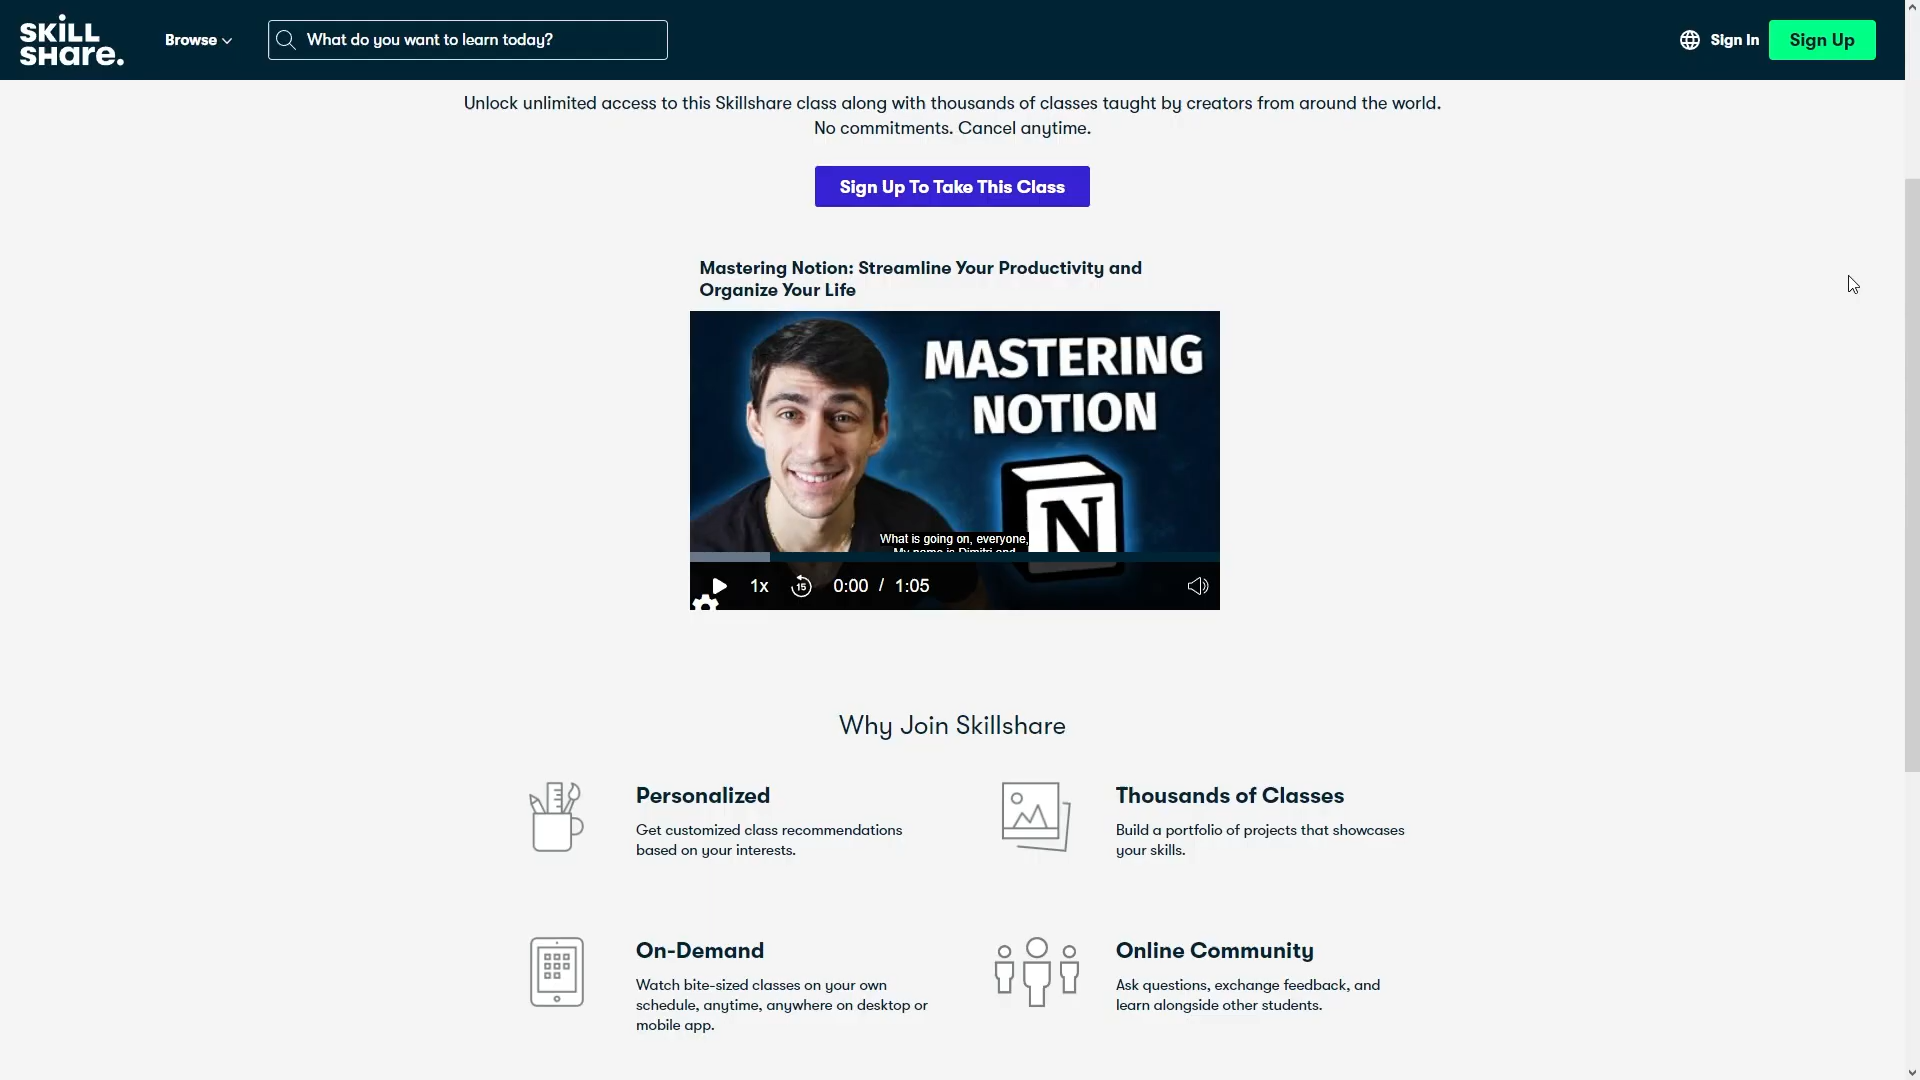 SKILL
SHARE.
Browse
What do you want to learn today?
Sign In
Sign Up
Unlock unlimited access to this Skillshare class along with thousands of classes taught by creators from around the world.
No commitments. Cancel anytime.
Sign Up To Take This Class
Mastering Notion: Streamline Your Productivity and
Organize Your Life
MASTERING
NOTION
N
What is going on, everyone,
My name is Dimitri and
1x
15
0:00 / 1:05
Why Join Skillshare
Personalized
Get customized class recommendations
based on your interests.
Thousands of Classes
Build a portfolio of projects that showcases
your skills.
On-Demand
Watch bite-sized classes on your own
schedule, anytime, anywhere on desktop or
mobile app.
Online Community
Ask questions, exchange feedback, and
learn alongside other students.